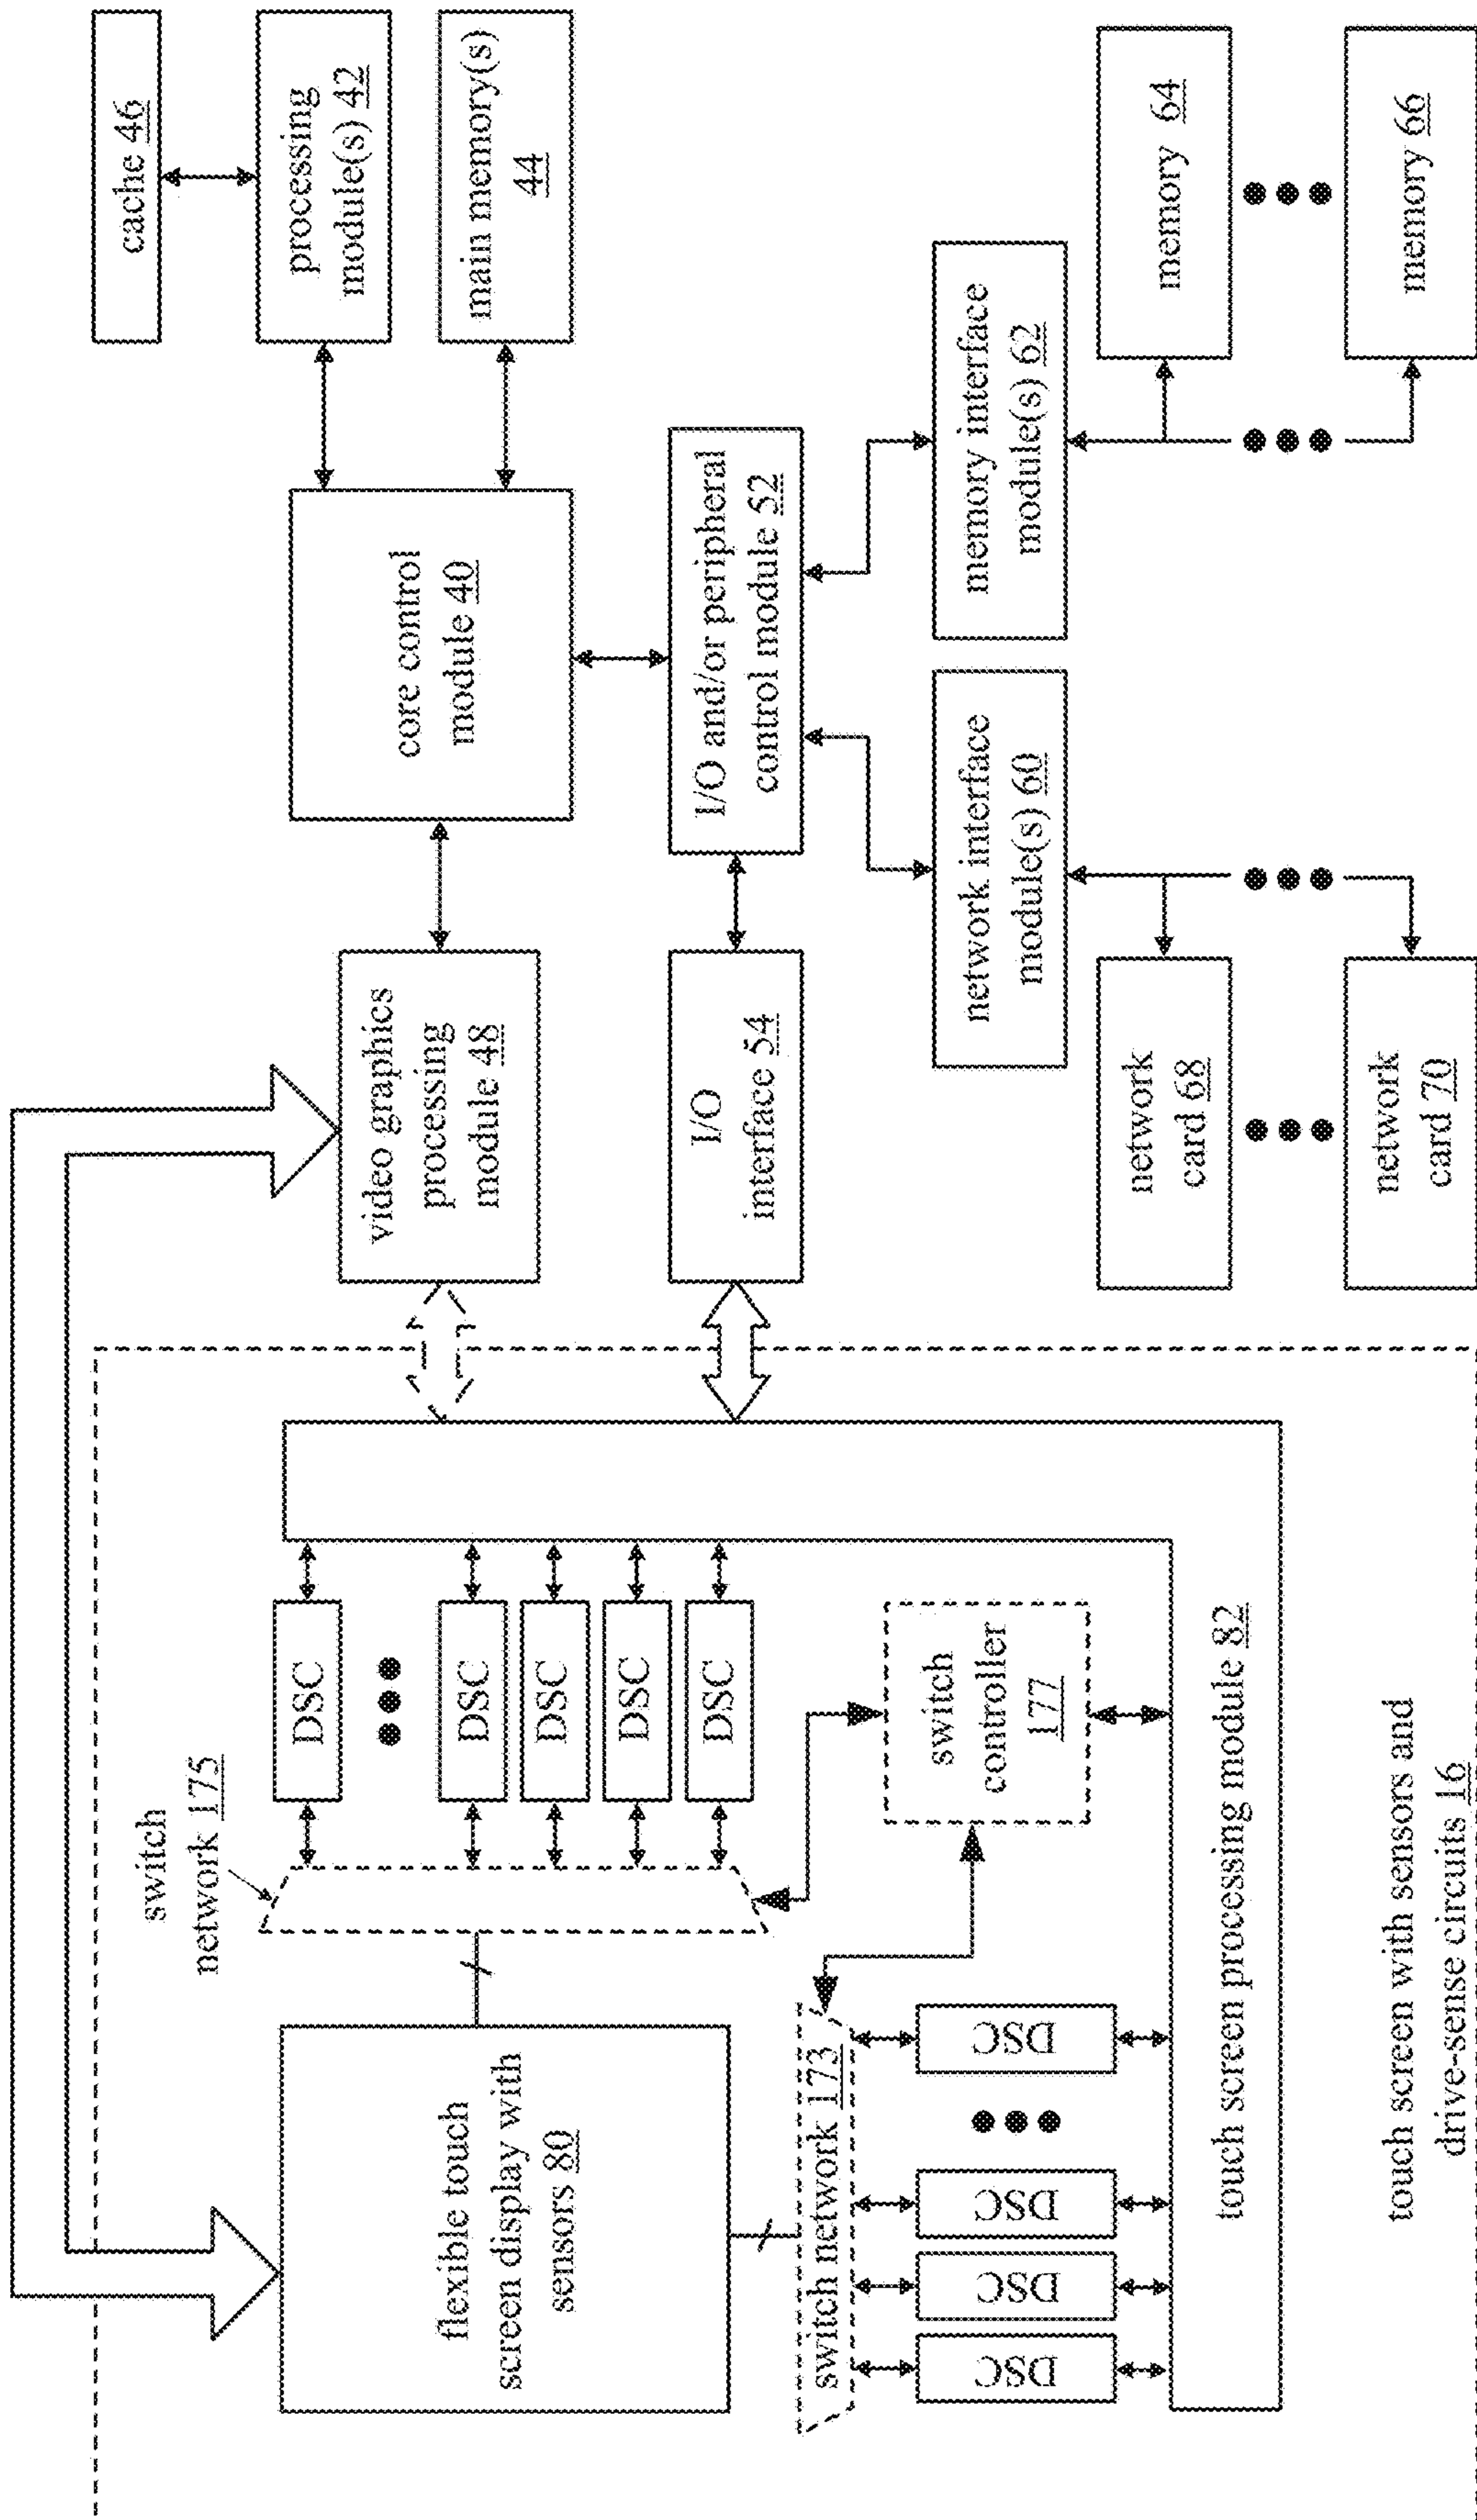 cache 46
processing
module(s) 42
main memory(s)
44
core control
module 40
video graphics
processing
module 48
I/O and/or peripheral
control module 52
I/O
interface 54
memory interface
module(s) 62
network interface
module(s) 60
memory 64
memory 66
network
card 68
network
card 70
switch
network 175
DSC
DSC
DSC
DSC
DSC
flexible touch
screen display with
sensors 80
switch
controller
177
switch network 173
DSC
DSC
DSC
DSC
touch screen processing module 82
touch screen with sensors and
drive-sense circuits 16